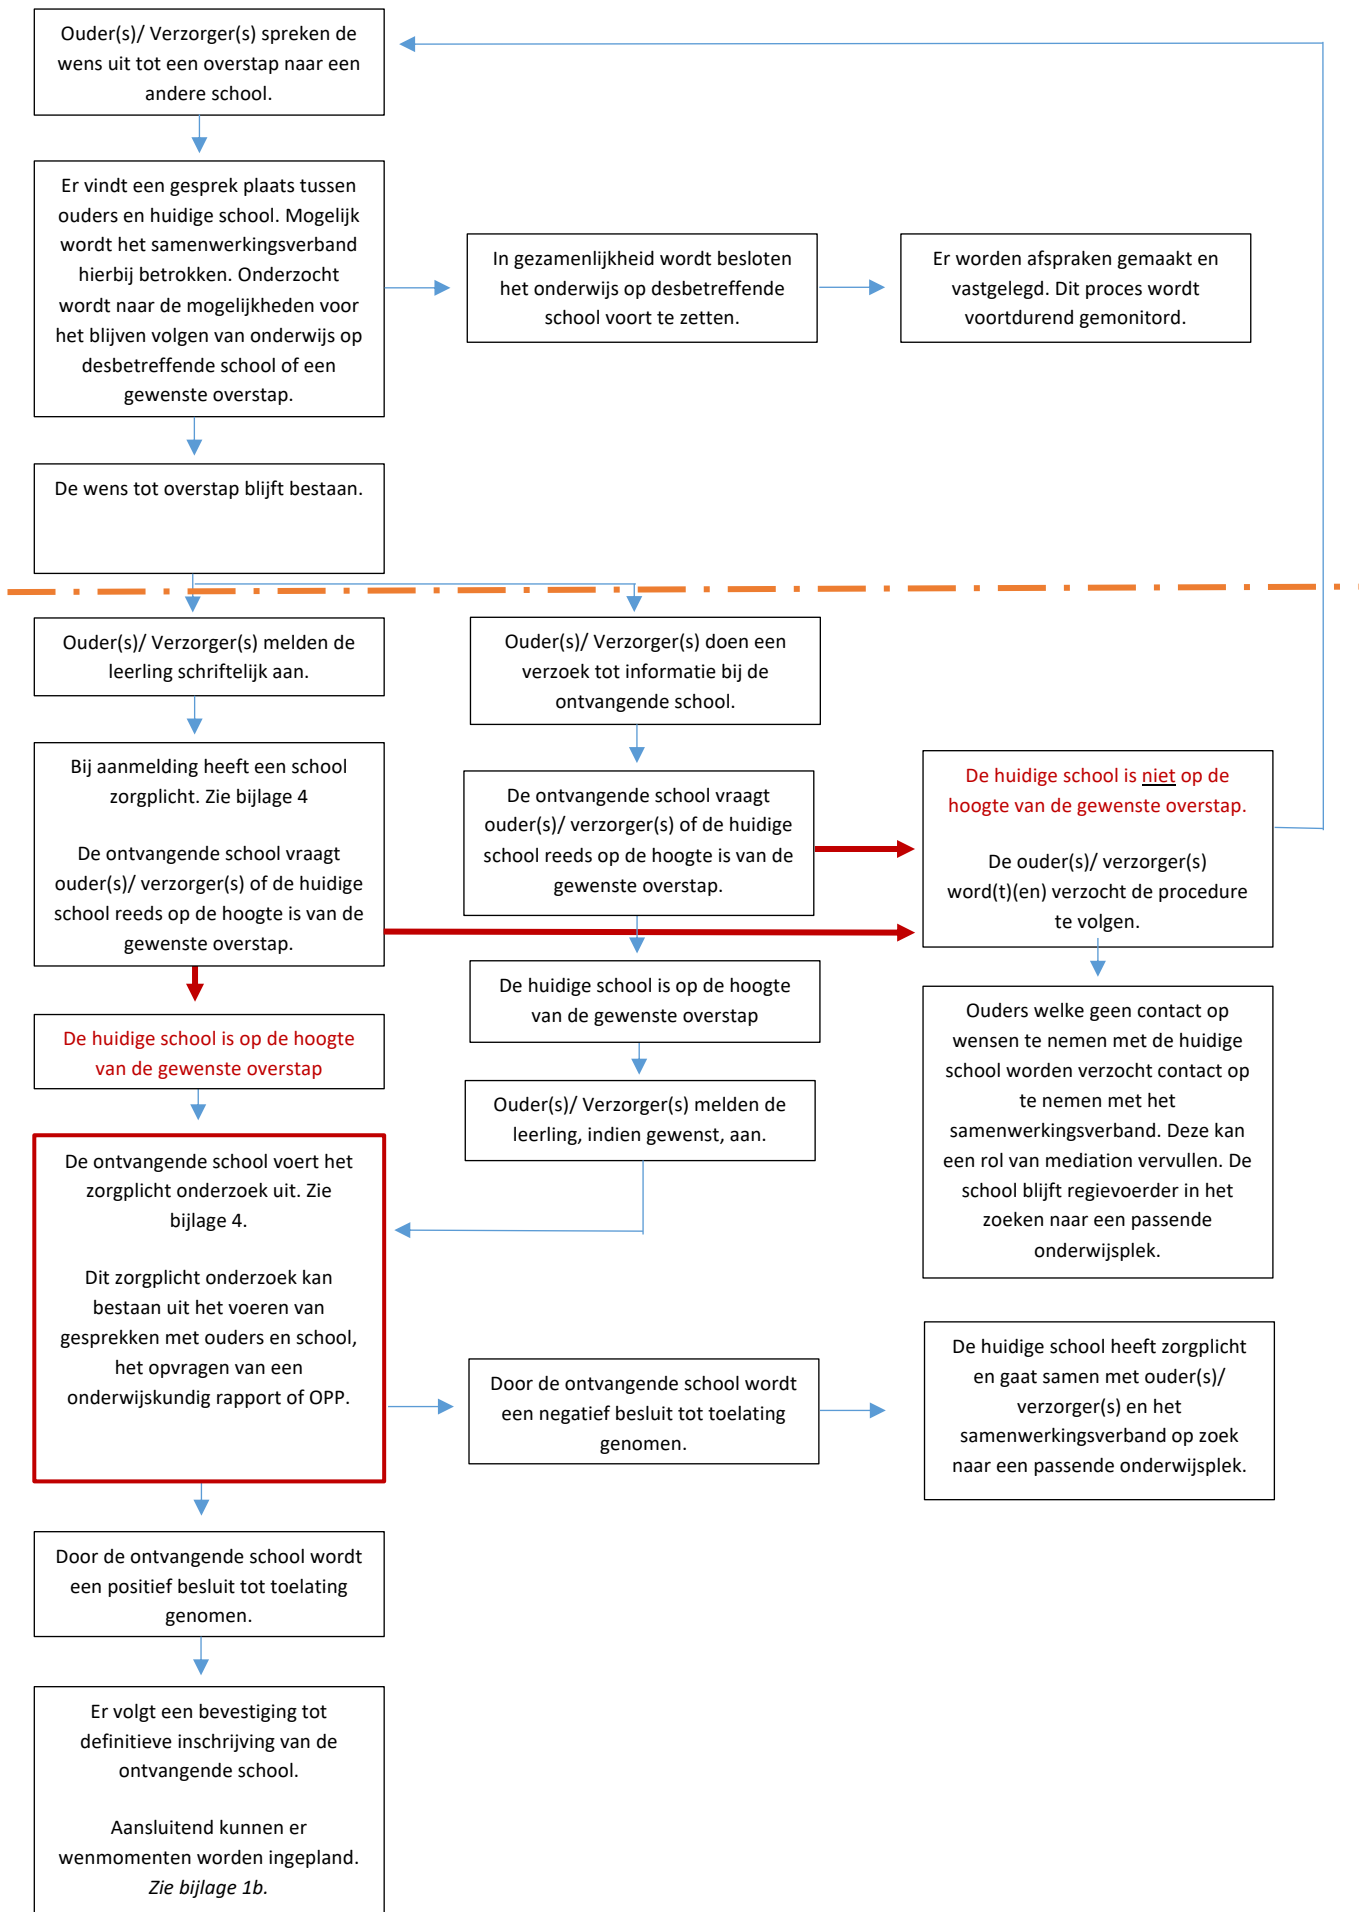 Ouder(s)/ Verzorger(s) spreken de
wens uit tot een overstap naar een
andere school.
Er vindt een gesprek plaats tussen
ouders en huidige school. Mogelijk
wordt het samenwerkingsverband
hierbij betrokken. Onderzocht
wordt naar de mogelijkheden voor
het blijven volgen van onderwijs op
desbetreffende school of een
gewenste overstap.
In gezamenlijkheid wordt besloten
het onderwijs op desbetreffende
school voort te zetten.
Er worden afspraken gemaakt en
vastgelegd. Dit proces wordt
voortdurend gemonitord.
De wens tot overstap blijft bestaan.
Ouder(s)/ Verzorger(s) melden de
leerling schriftelijk aan.
Ouder(s)/ Verzorger(s) doen een
verzoek tot informatie bij de
ontvangende school.
Bij aanmelding heeft een school
zorgplicht. Zie bijlage 4
De ontvangende school vraagt
ouder(s)/ verzorger(s) of de huidige
school reeds op de hoogte is van de
gewenste overstap.
De ontvangende school vraagt
ouder(s)/ verzorger(s) of de huidige
school reeds op de hoogte is van de
gewenste overstap.
De huidige school is niet op de
hoogte van de gewenste overstap.
De ouder(s)/ verzorger(s)
word(t)(en) verzocht de procedure
te volgen.
De huidige school is op de hoogte
van de gewenste overstap
De huidige school is op de hoogte
van de gewenste overstap
Ouders welke geen contact op
wensen te nemen met de huidige
school worden verzocht contact op
te nemen met het
samenwerkingsverband. Deze kan
een rol van mediation vervullen. De
school blijft regievoerder in het
zoeken naar een passende
onderwijsplek.
Ouder(s)/ Verzorger(s) melden de
leerling, indien gewenst, aan.
De ontvangende school voert het
zorgplicht onderzoek uit. Zie
bijlage 4.
Dit zorgplicht onderzoek kan
bestaan uit het voeren van
gesprekken met ouders en school,
het opvragen van een
onderwijskundig rapport of OPP.
Door de ontvangende school wordt
een negatief besluit tot toelating
genomen.
De huidige school heeft zorgplicht
en gaat samen met ouder(s)/
verzorger(s) en het
samenwerkingsverband op zoek
naar een passende onderwijsplek.
Door de ontvangende school wordt
een positief besluit tot toelating
genomen.
Er volgt een bevestiging tot
definitieve inschrijving van de
ontvangende school.
Aansluitend kunnen er
wenmomenten worden ingepland.
Zie bijlage 1b.